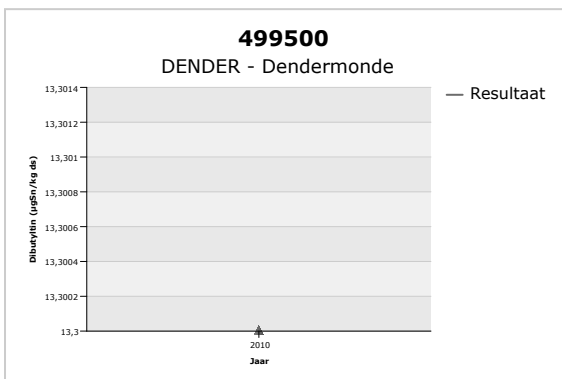 499500
DENDER - Dendermonde
Resultaat
Dibutyltin (µgSn/kg ds)
13,3014
13,3012
13,301
13,3008
13,3006
13,3004
13,3002
13,3
2010
Jaar